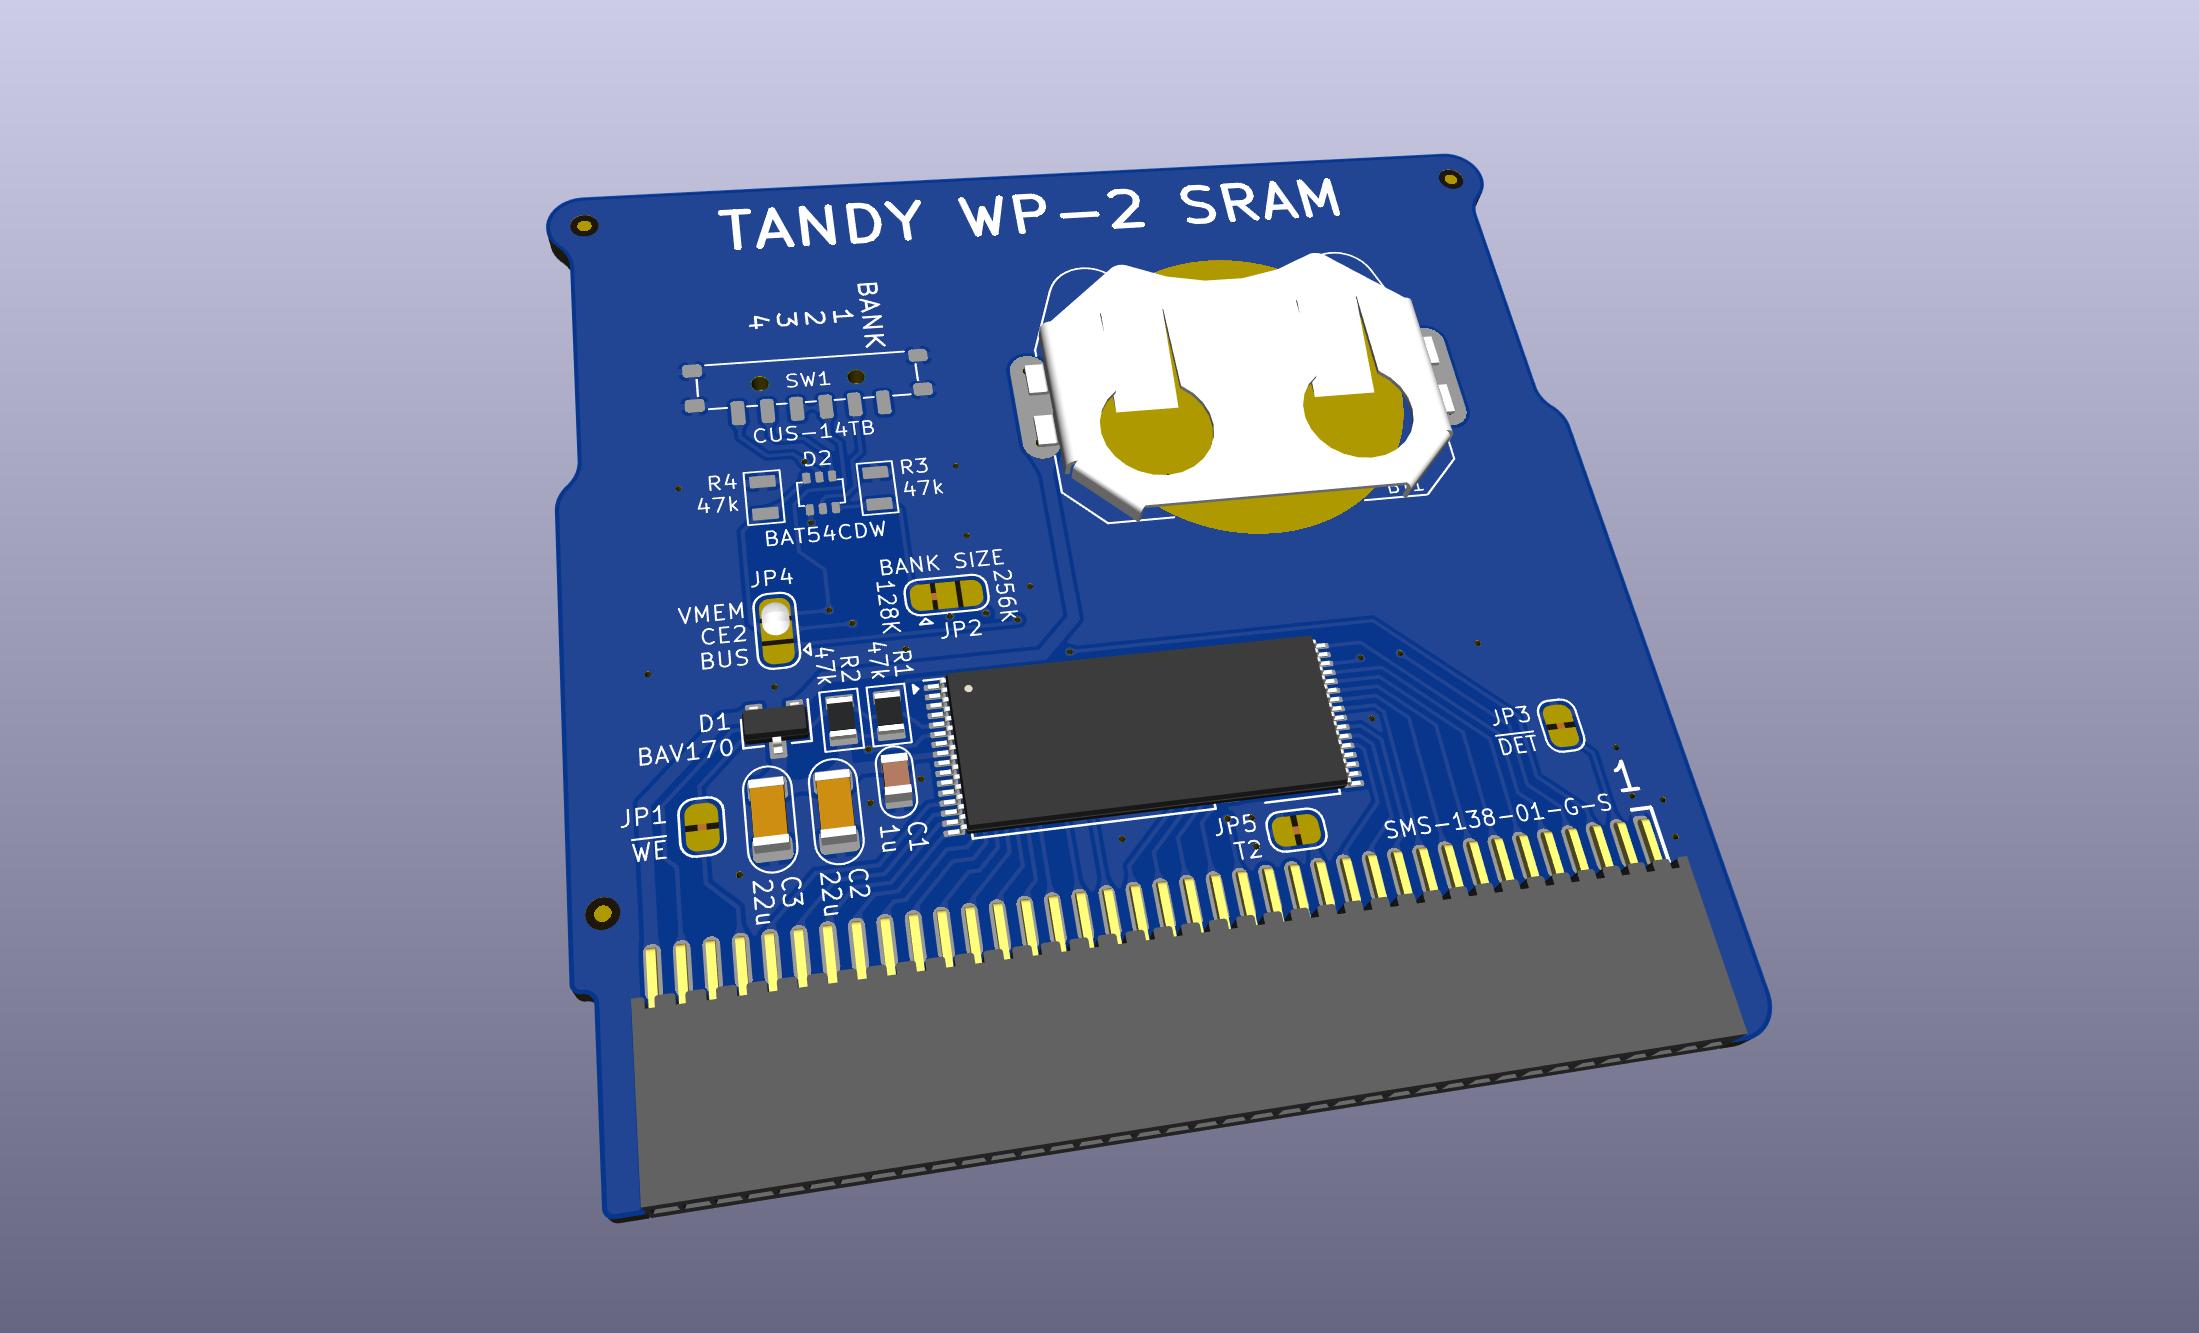 TANDY WP-2 SRAM
BANK
1
2
3
4
SW1
CUS-14TB
D2
R4
47k
R3
47k
BAT54CDW
BANK SIZE
128K
256K
JP2
JP4
VMEM
CE2
BUS
R2
47k
R1
47k
D1
BAV170
JP1
WE
C3
22u
C2
22u
C1
1u
JP3
DET
1
SMS-138-01-G-S
JP5
T2